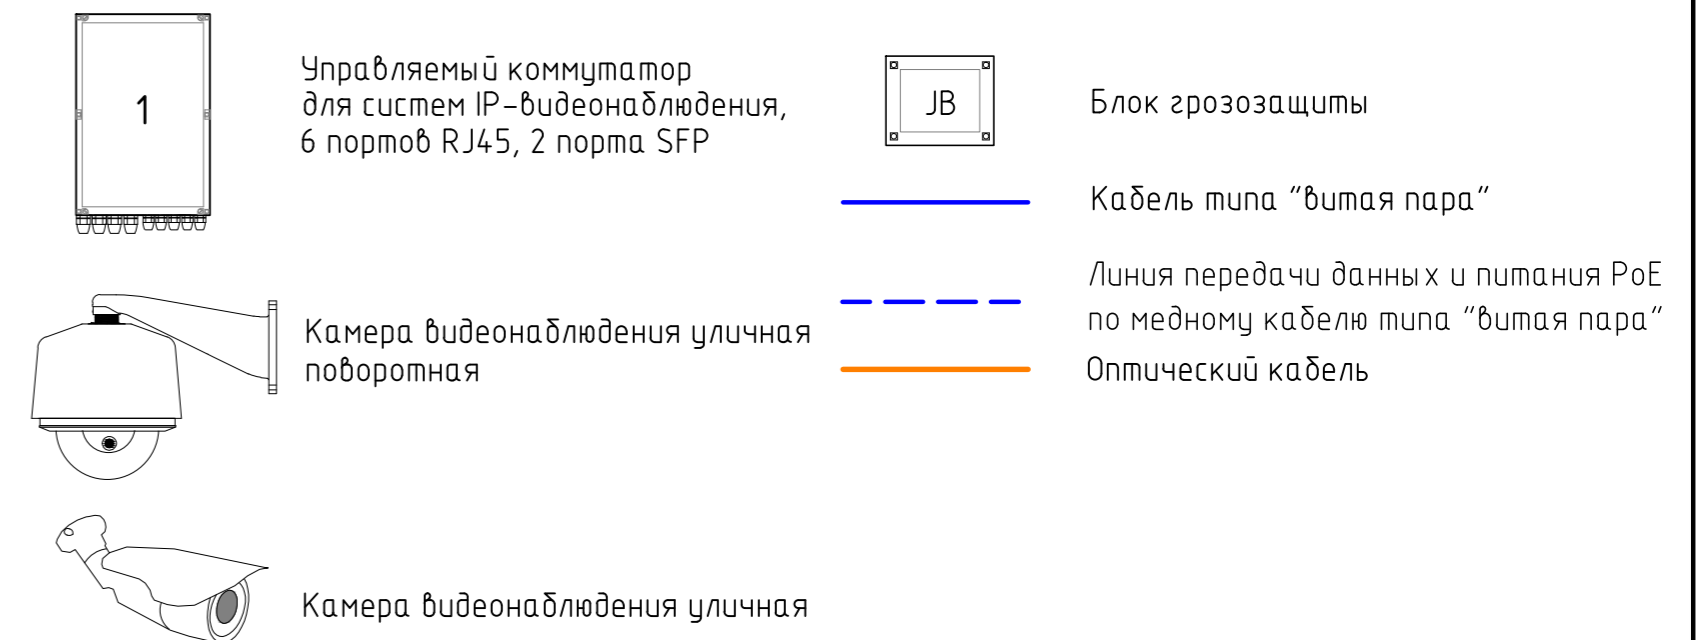 1
Управляемый коммутатор
для систем IP-видеонаблюдения,
6 портов RJ45, 2 порта SFP
Камера видеонаблюдения уличная
поворотная
Камера видеонаблюдения уличная
JB
Блок грозозащиты
Кабель типа "витая пара"
Линия передачи данных и питания PoE
по медному кабелю типа "витая пара"
Оптический кабель